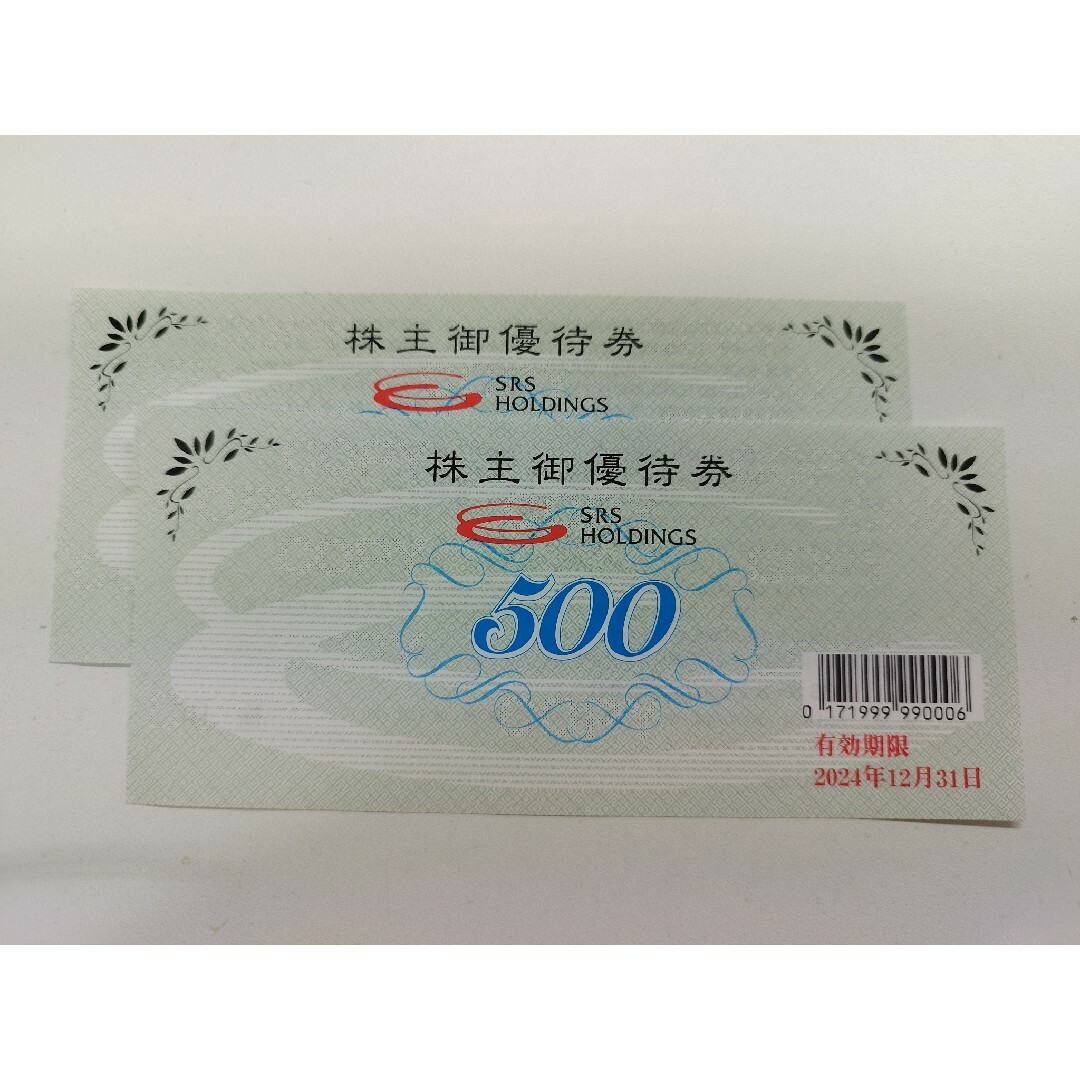 株主御優待券
SRS
HOLDINGS
株主御優待券
SRS
HOLDINGS
500
0 171999 990006
有効期限
2024年12月31日